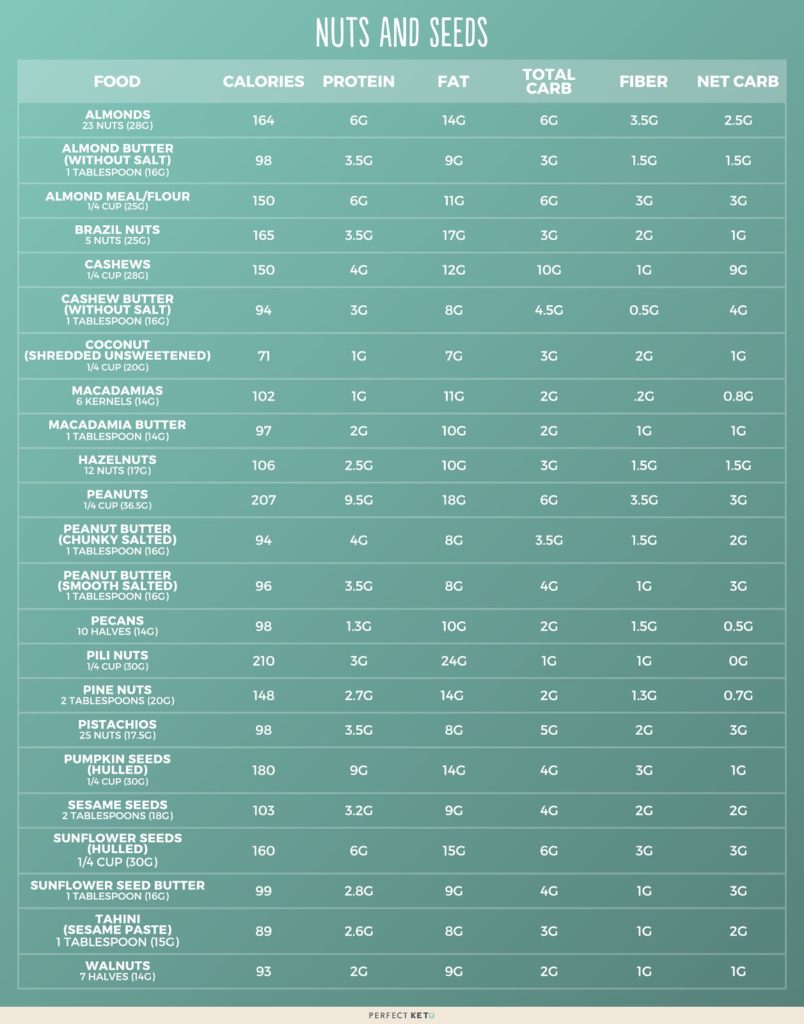 NUTS AND SEEDS
FOOD CALORIES PROTEIN FAT TOTAL CARB FIBER NET CARB
ALMONDS
23 NUTS (28G) 164 6G 14G 6G 3.5G 2.5G
ALMOND BUTTER
(WITHOUT SALT)
1 TABLESPOON (16G) 98 3.5G 9G 3G 1.5G 1.5G
ALMOND MEAL/FLOUR
1/4 CUP (25G) 150 6G 11G 6G 3G 3G
BRAZIL NUTS
5 NUTS (25G) 165 3.5G 17G 3G 2G 1G
CASHEWS
1/4 CUP (28G) 150 4G 12G 10G 1G 9G
CASHEW BUTTER
(WITHOUT SALT)
1 TABLESPOON (16G) 94 3G 8G 4.5G 0.5G 4G
COCONUT
(SHREDDED UNSWEETENED)
1/4 CUP (20G) 71 1G 7G 3G 2G 1G
MACADAMIAS
6 KERNELS (14G) 102 1G 11G 2G .2G 0.8G
MACADAMIA BUTTER
1 TABLESPOON (14G) 97 2G 10G 2G 1G 1G
HAZELNUTS
12 NUTS (17G) 106 2.5G 10G 3G 1.5G 1.5G
PEANUTS
1/4 CUP (36.5G) 207 9.5G 18G 6G 3.5G 3G
PEANUT BUTTER
(CHUNKY SALTED)
1 TABLESPOON (16G) 94 4G 8G 3.5G 1.5G 2G
PEANUT BUTTER
(SMOOTH SALTED)
1 TABLESPOON (16G) 96 3.5G 8G 4G 1G 3G
PECANS
10 HALVES (14G) 98 1.3G 10G 2G 1.5G 0.5G
PILI NUTS
1/4 CUP (30G) 210 3G 24G 1G 1G 0G
PINE NUTS
2 TABLESPOONS (20G) 148 2.7G 14G 2G 1.3G 0.7G
PISTACHIOS
25 NUTS (17.5G) 98 3.5G 8G 5G 2G 3G
PUMPKIN SEEDS
(HULLED)
1/4 CUP (30G) 180 9G 14G 4G 3G 1G
SESAME SEEDS
2 TABLESPOONS (18G) 103 3.2G 9G 4G 2G 2G
SUNFLOWER SEEDS
(HULLED)
1/4 CUP (30G) 160 6G 15G 6G 3G 3G
SUNFLOWER SEED BUTTER
1 TABLESPOON (16G) 99 2.8G 9G 4G 1G 3G
TAHINI
(SESAME PASTE)
1 TABLESPOON (15G) 89 2.6G 8G 3G 1G 2G
WALNUTS
7 HALVES (14G) 93 2G 9G 2G 1G 1G
PERFECT KETO